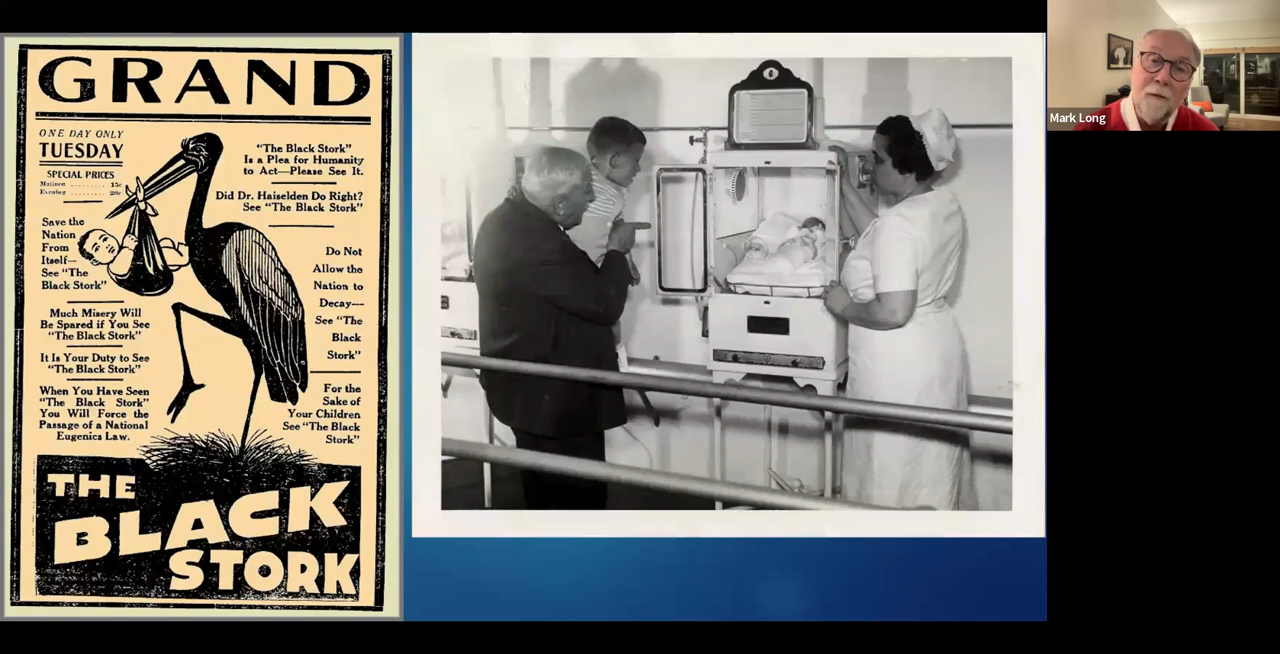 GRAND
ONE DAY ONLY
TUESDAY
SPECIAL PRICES
Matinee ........ 15c
Evening ........ 20c
Save the
Nation
From
Itself—
See “The
Black Stork”
Much Misery Will
Be Spared if You See
“The Black Stork”
It Is Your Duty to See
“The Black Stork”
When You Have Seen
“The Black Stork”
You Will Force the
Passage of a National
Eugenics Law.
“The Black Stork”
Is a Plea for Humanity
to Act—Please See It.
Did Dr. Haiselden Do Right?
See “The Black Stork”
Do Not
Allow the
Nation to
Decay—
See “The
Black
Stork”
For the
Sake of
Your Children
See “The Black
Stork”
THE
BLACK
STORK
Mark Long